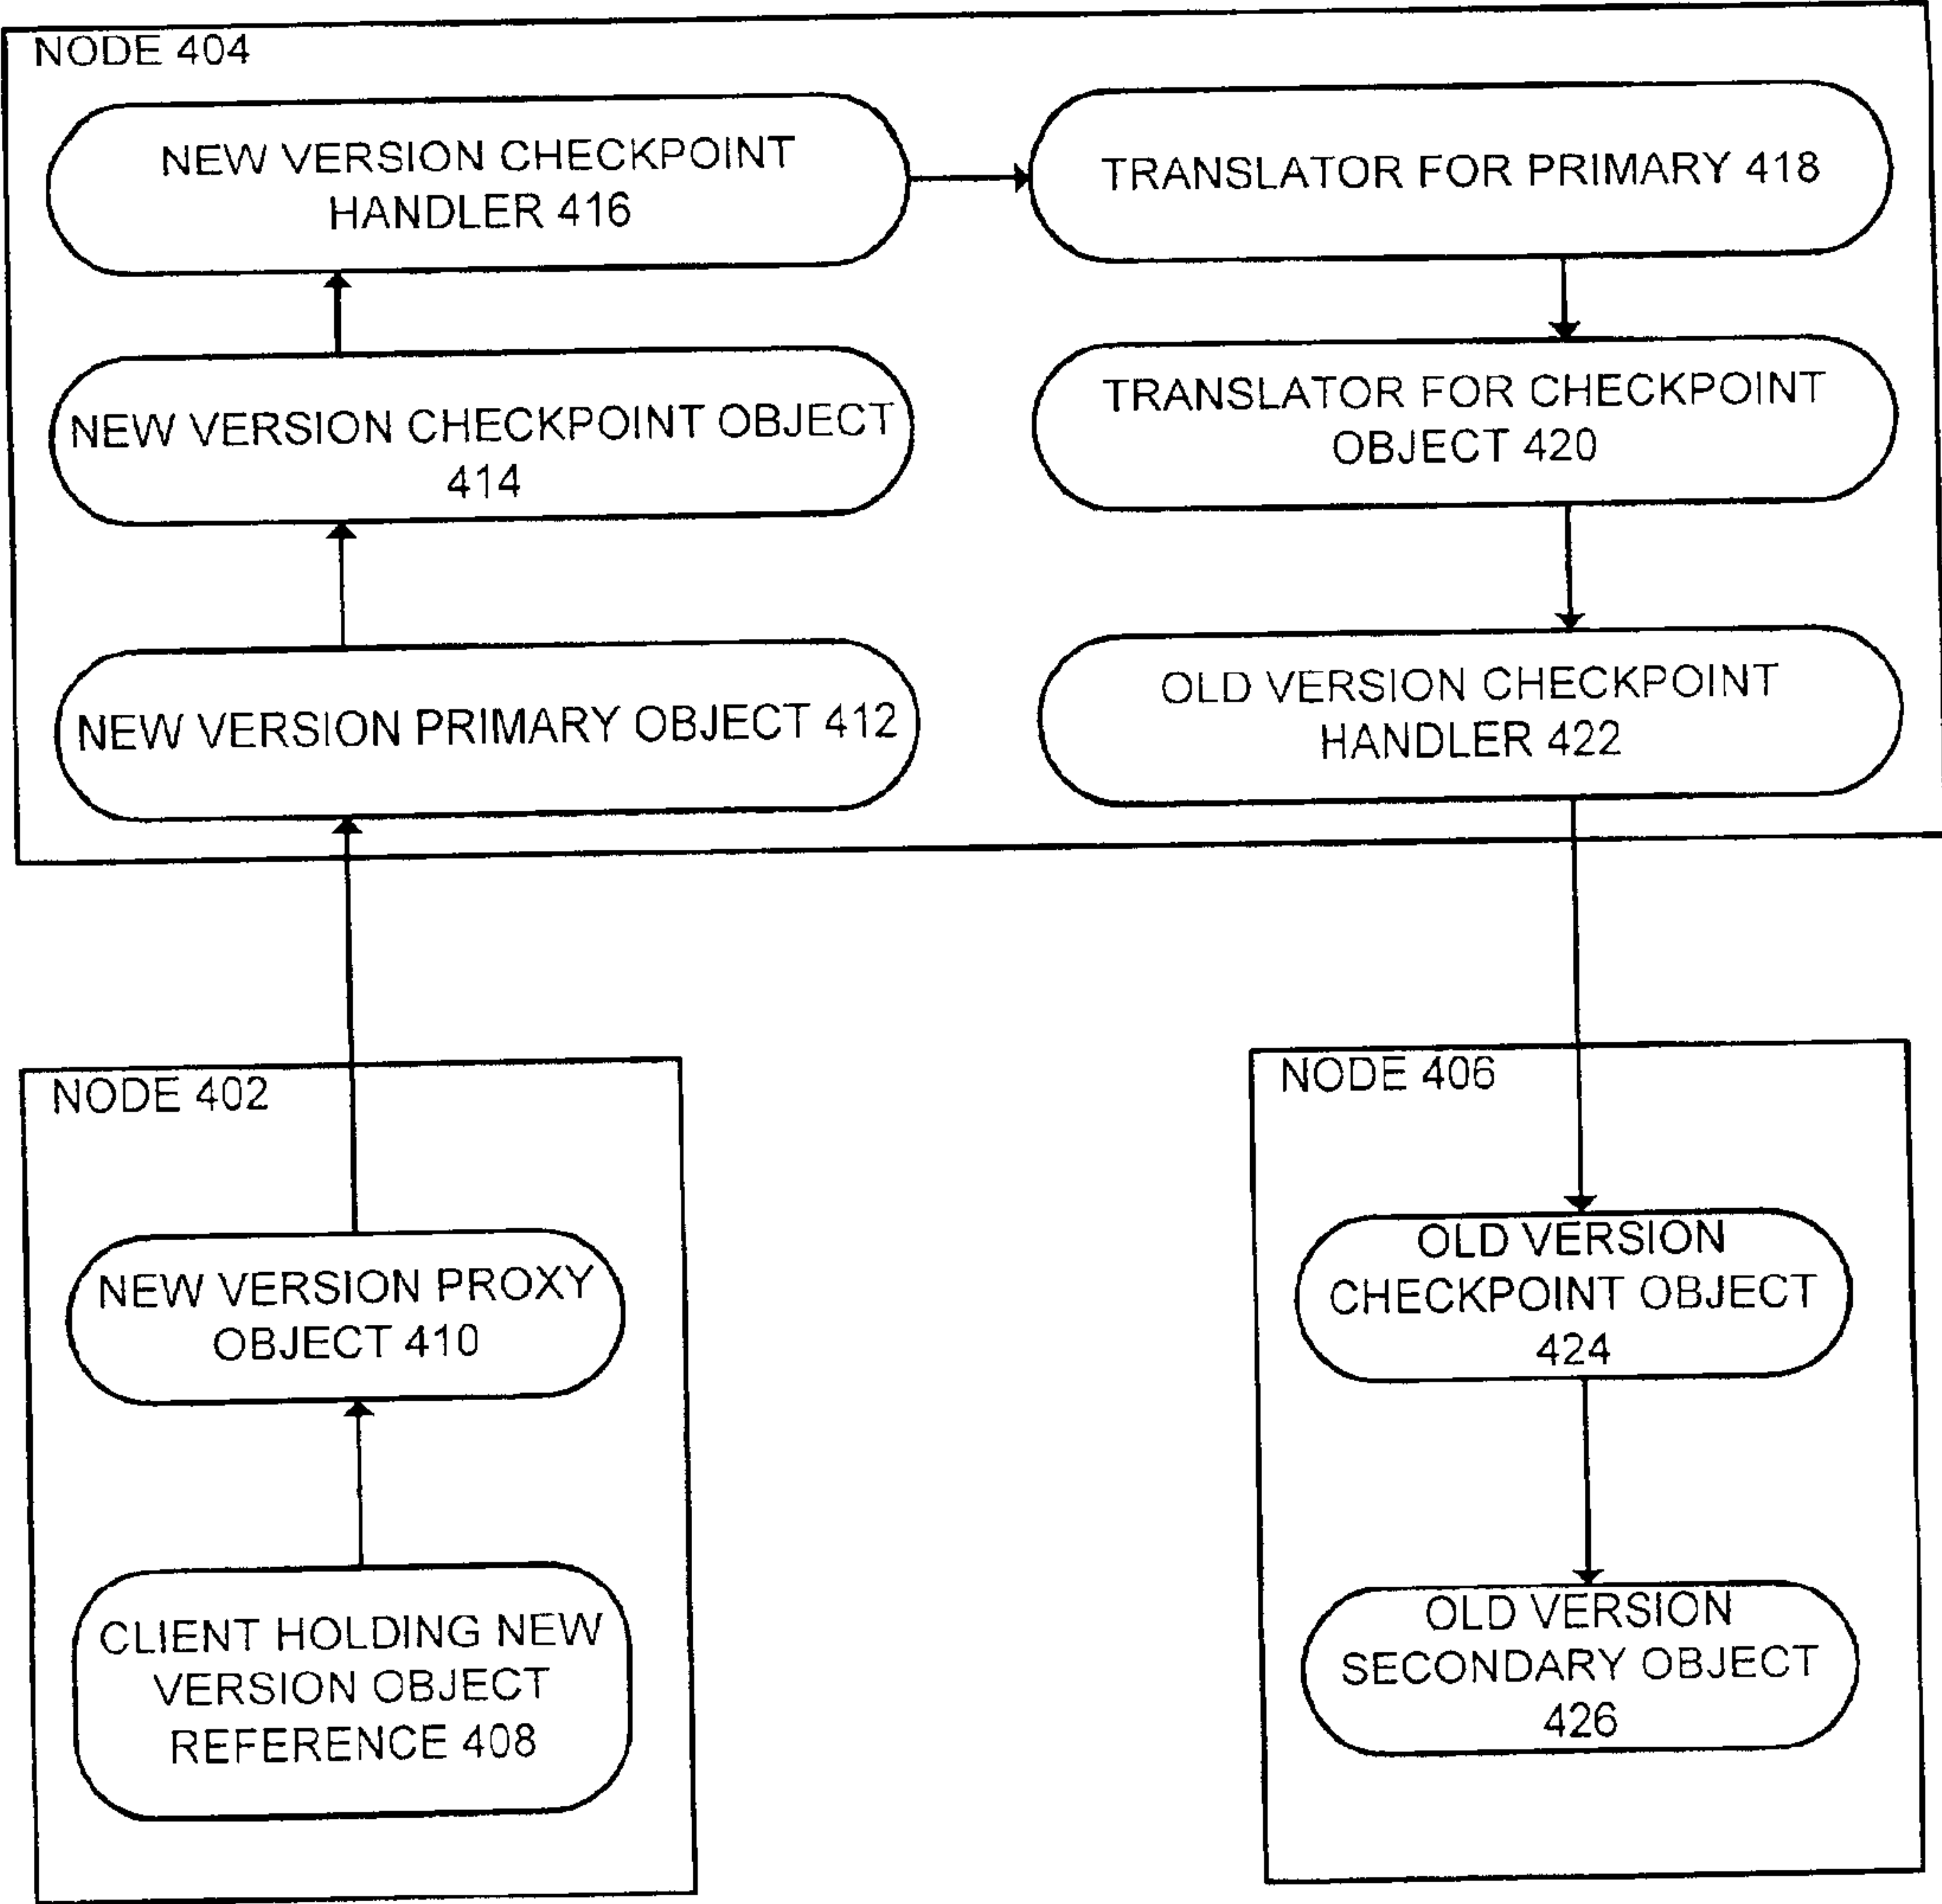 NODE 404
NEW VERSION CHECKPOINT
HANDLER 416
TRANSLATOR FOR PRIMARY 418
NEW VERSION CHECKPOINT OBJECT
414
TRANSLATOR FOR CHECKPOINT
OBJECT 420
NEW VERSION PRIMARY OBJECT 412
OLD VERSION CHECKPOINT
HANDLER 422
NODE 402
NEW VERSION PROXY
OBJECT 410
CLIENT HOLDING NEW
VERSION OBJECT
REFERENCE 408
NODE 406
OLD VERSION
CHECKPOINT OBJECT
424
OLD VERSION
SECONDARY OBJECT
426